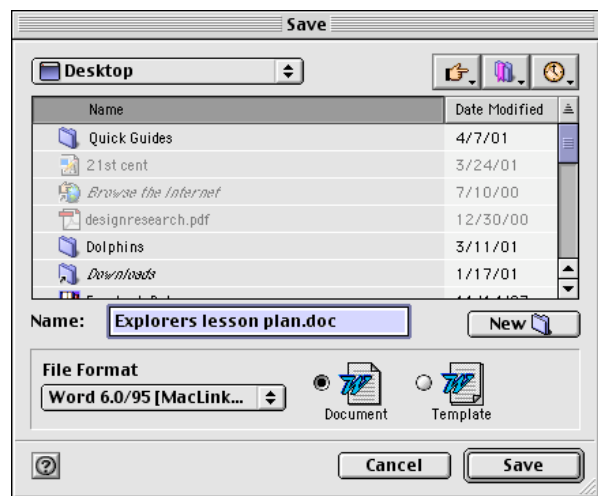 Save
Desktop
Name Date Modified
Quick Guides 4/7/01
21st cent 3/24/01
Browse the Internet 7/10/00
designresearch.pdf 12/30/00
Dolphins 3/11/01
Downloads 1/17/01
Name: Explorers lesson plan.doc New
File Format
Word 6.0/95 [MacLink...
Document Template
Cancel Save